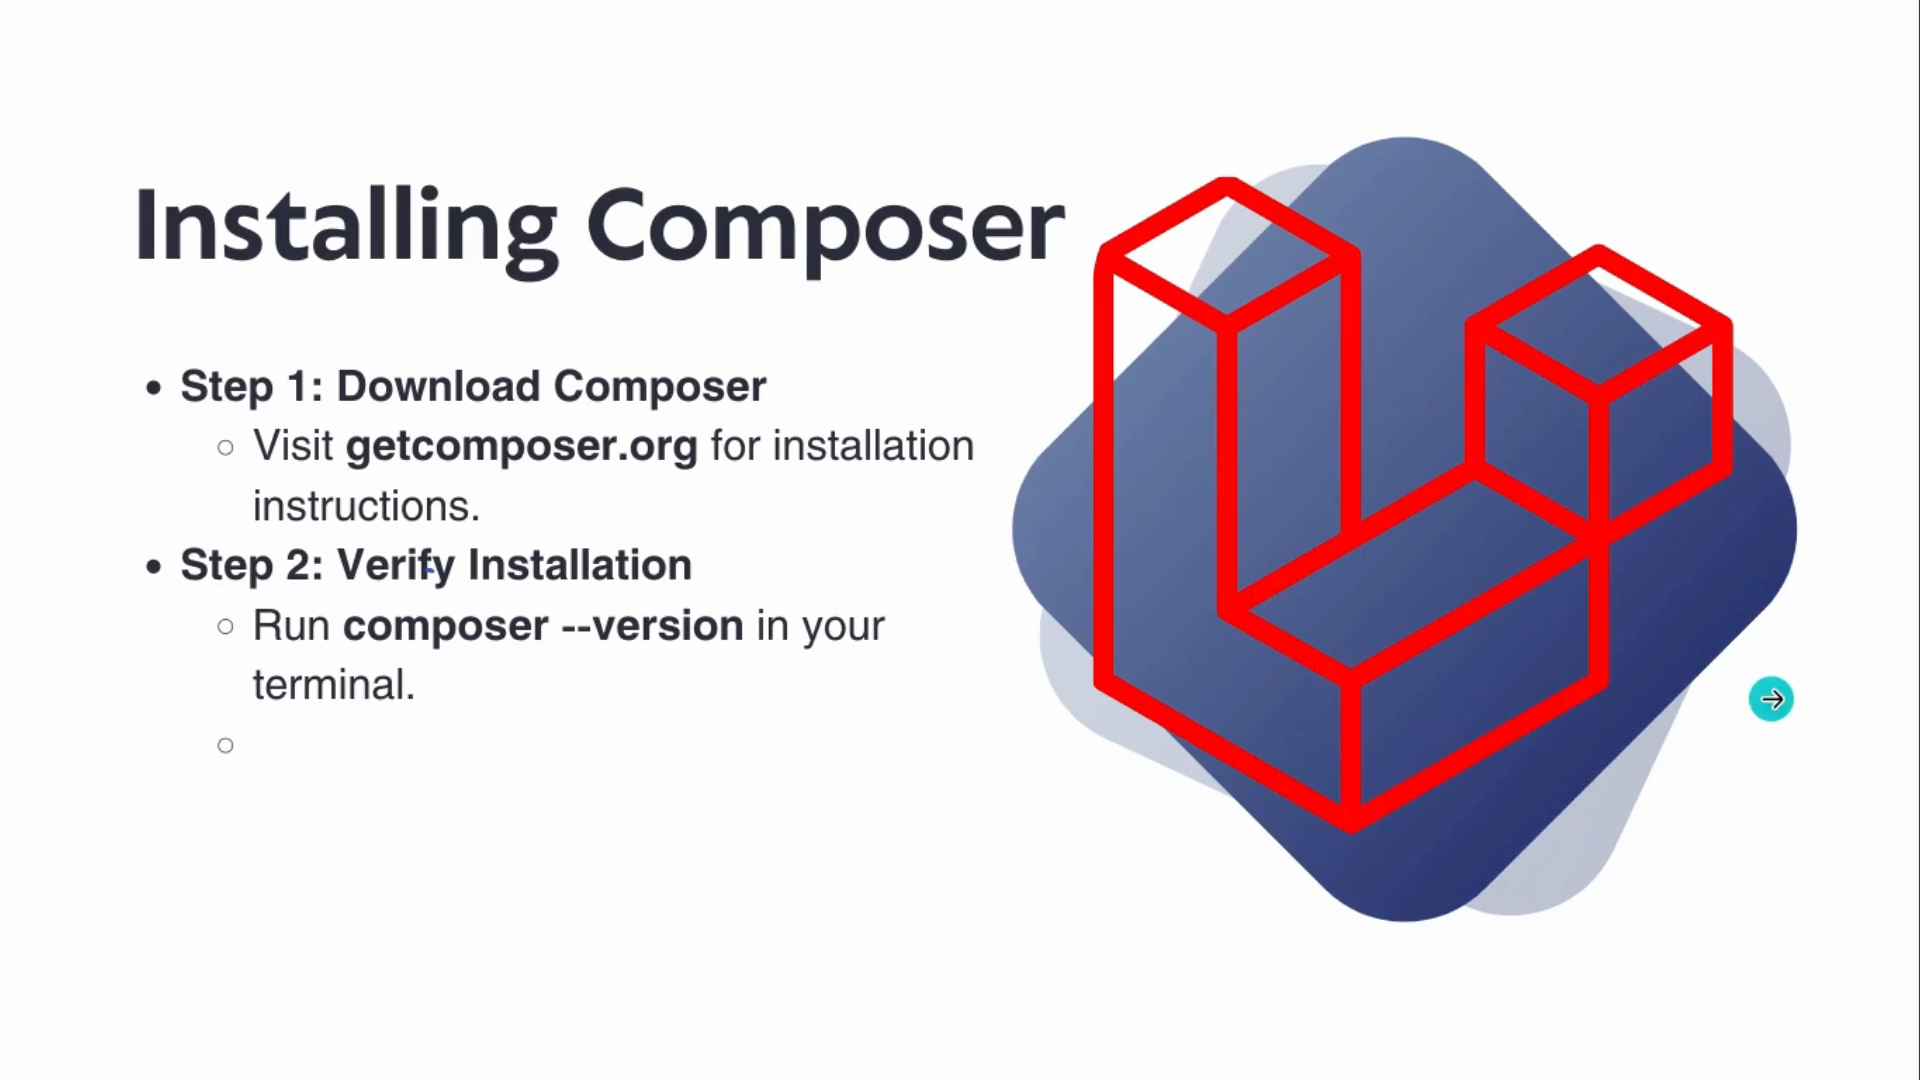 Installing Composer
• Step 1: Download Composer
○ Visit getcomposer.org for installation
instructions.
• Step 2: Verify Installation
○ Run composer --version in your
terminal.
○